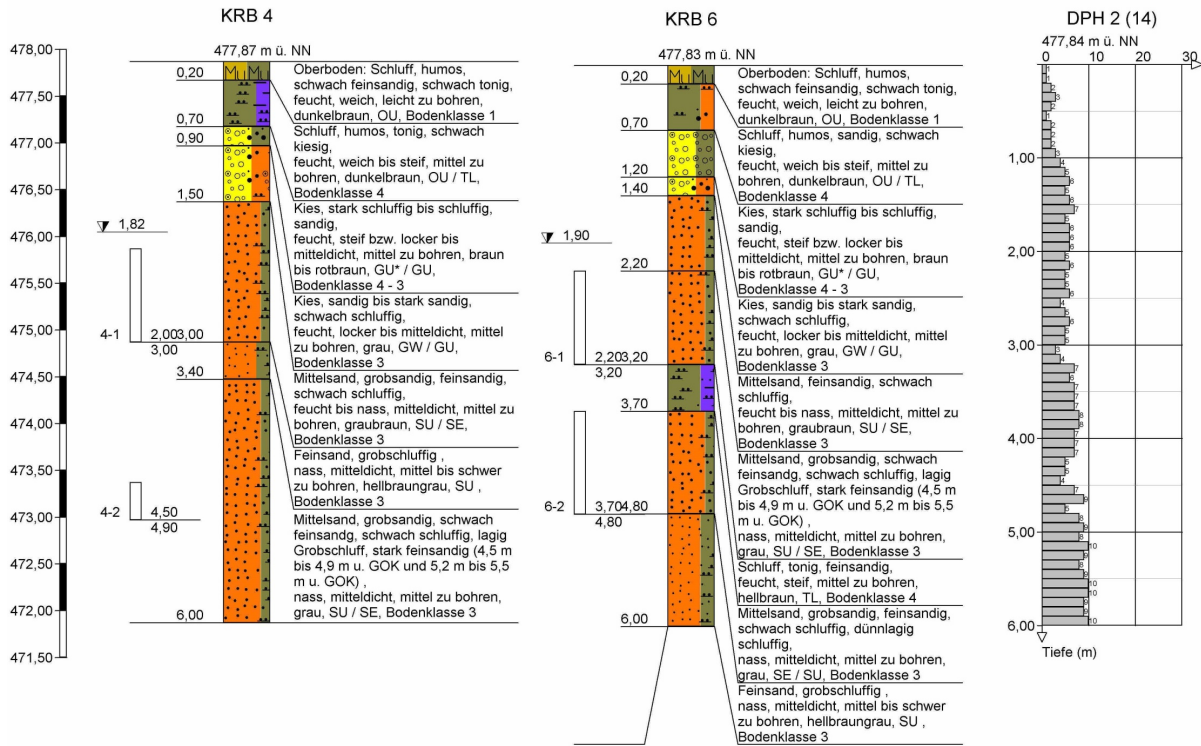 KRB 4
477,87 m ü. NN
478,00
477,50
477,00
476,50
476,00
475,50
475,00
474,50
474,00
473,50
473,00
472,50
472,00
471,50
0,20
0,70
0,90
1,50
1,82
4-1
2,00
3,00
3,00
3,40
4-2
4,50
4,90
6,00
Oberboden: Schluff, humos,
schwach feinsandig, schwach tonig,
feucht, weich, leicht zu bohren,
dunkelbraun, OU, Bodenklasse 1
Schluff, humos, tonig, schwach
kiesig,
feucht, weich bis steif, mittel zu
bohren, dunkelbraun, OU / TL,
Bodenklasse 4
Kies, stark schluffig bis schluffig,
sandig,
feucht, steif bzw. locker bis
mitteldicht, mittel zu bohren, braun
bis rotbraun, GU* / GU,
Bodenklasse 4 - 3
Kies, sandig bis stark sandig,
schwach schluffig,
feucht, locker bis mitteldicht, mittel
zu bohren, grau, GW / GU,
Bodenklasse 3
Mittelsand, grobsandig, feinsandig,
schwach schluffig,
feucht bis nass, mitteldicht, mittel zu
bohren, graubraun, SU / SE,
Bodenklasse 3
Feinsand, grobschluffig ,
nass, mitteldicht, mittel bis schwer
zu bohren, hellbraungrau, SU ,
Bodenklasse 3
Mittelsand, grobsandig, schwach
feinsandg, schwach schluffig, lagig
Grobschluff, stark feinsandig (4,5 m
bis 4,9 m u. GOK und 5,2 m bis 5,5
m u. GOK) ,
nass, mitteldicht, mittel zu bohren,
grau, SU / SE, Bodenklasse 3
KRB 6
477,83 m ü. NN
0,20
0,70
1,20
1,40
1,90
2,20
6-1
2,20
3,20
3,20
3,70
6-2
3,70
4,80
4,80
6,00
Oberboden: Schluff, humos,
schwach feinsandig, schwach tonig,
feucht, weich, leicht zu bohren,
dunkelbraun, OU, Bodenklasse 1
Schluff, humos, sandig, schwach
kiesig,
feucht, weich bis steif, mittel zu
bohren, dunkelbraun, OU / TL,
Bodenklasse 4
Kies, stark schluffig bis schluffig,
sandig,
feucht, steif bzw. locker bis
mitteldicht, mittel zu bohren, braun
bis rotbraun, GU* / GU,
Bodenklasse 4 - 3
Kies, sandig bis stark sandig,
schwach schluffig,
feucht, locker bis mitteldicht, mittel
zu bohren, grau, GW / GU,
Bodenklasse 3
Mittelsand, feinsandig, schwach
schluffig,
feucht bis nass, mitteldicht, mittel zu
bohren, graubraun, SU / SE,
Bodenklasse 3
Mittelsand, grobsandig, schwach
feinsandg, schwach schluffig, lagig
Grobschluff, stark feinsandig (4,5 m
bis 4,9 m u. GOK und 5,2 m bis 5,5
m u. GOK) ,
nass, mitteldicht, mittel zu bohren,
grau, SU / SE, Bodenklasse 3
Schluff, tonig, feinsandig,
feucht, steif, mittel zu bohren,
hellbraun, TL, Bodenklasse 4
Mittelsand, grobsandig, feinsandig,
schwach schluffig, dünnlagig
schluffig,
nass, mitteldicht, mittel zu bohren,
grau, SE / SU, Bodenklasse 3
Feinsand, grobschluffig ,
nass, mitteldicht, mittel bis schwer
zu bohren, hellbraungrau, SU ,
Bodenklasse 3
DPH 2 (14)
477,84 m ü. NN
0 10 20 30
1,00
2,00
3,00
4,00
5,00
6,00
Tiefe (m)